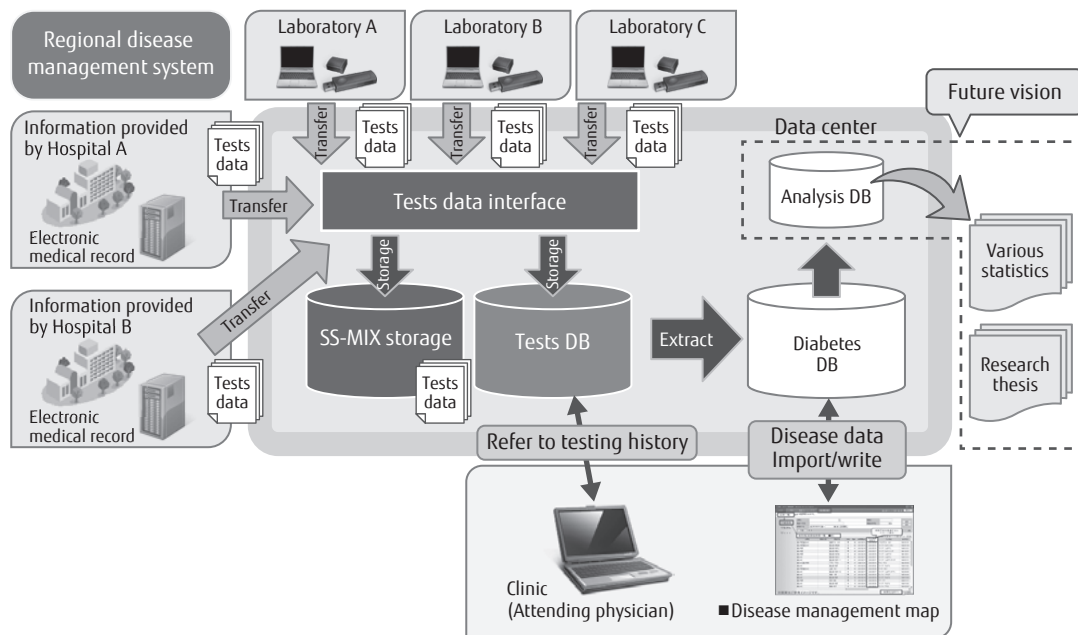 Regional disease
management system
Laboratory A
Laboratory B
Laboratory C
Future vision
Transfer
Tests
data
Transfer
Tests
data
Transfer
Tests
data
Data center
Information provided
by Hospital A
Tests
data
Electronic
medical record
Transfer
Tests data interface
Analysis DB
Various
statistics
Storage
Storage
Information provided
by Hospital B
Transfer
Tests
data
Electronic
medical record
SS-MIX storage
Tests
data
Tests DB
Extract
Diabetes
DB
Research
thesis
Refer to testing history
Disease data
Import/write
Clinic
(Attending physician)
■Disease management map